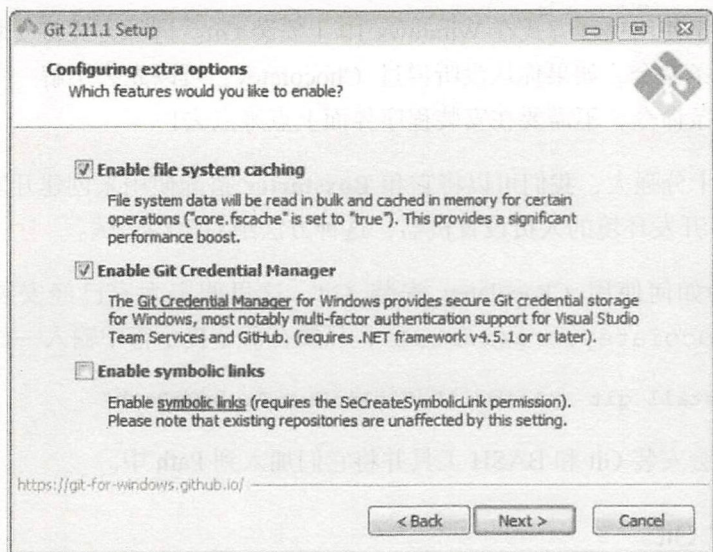 Git 2.11.1 Setup
Configuring extra options
Which features would you like to enable?
Enable file system caching
File system data will be read in bulk and cached in memory for certain
operations ("core.fscache" is set to "true"). This provides a significant
performance boost.
Enable Git Credential Manager
The Git Credential Manager for Windows provides secure Git credential storage
for Windows, most notably multi-factor authentication support for Visual Studio
Team Services and GitHub. (requires .NET framework v4.5.1 or or later).
Enable symbolic links
Enable symbolic links (requires the SeCreateSymbolicLink permission).
Please note that existing repositories are unaffected by this setting.
https://git-for-windows.github.io/
< Back Next > Cancel